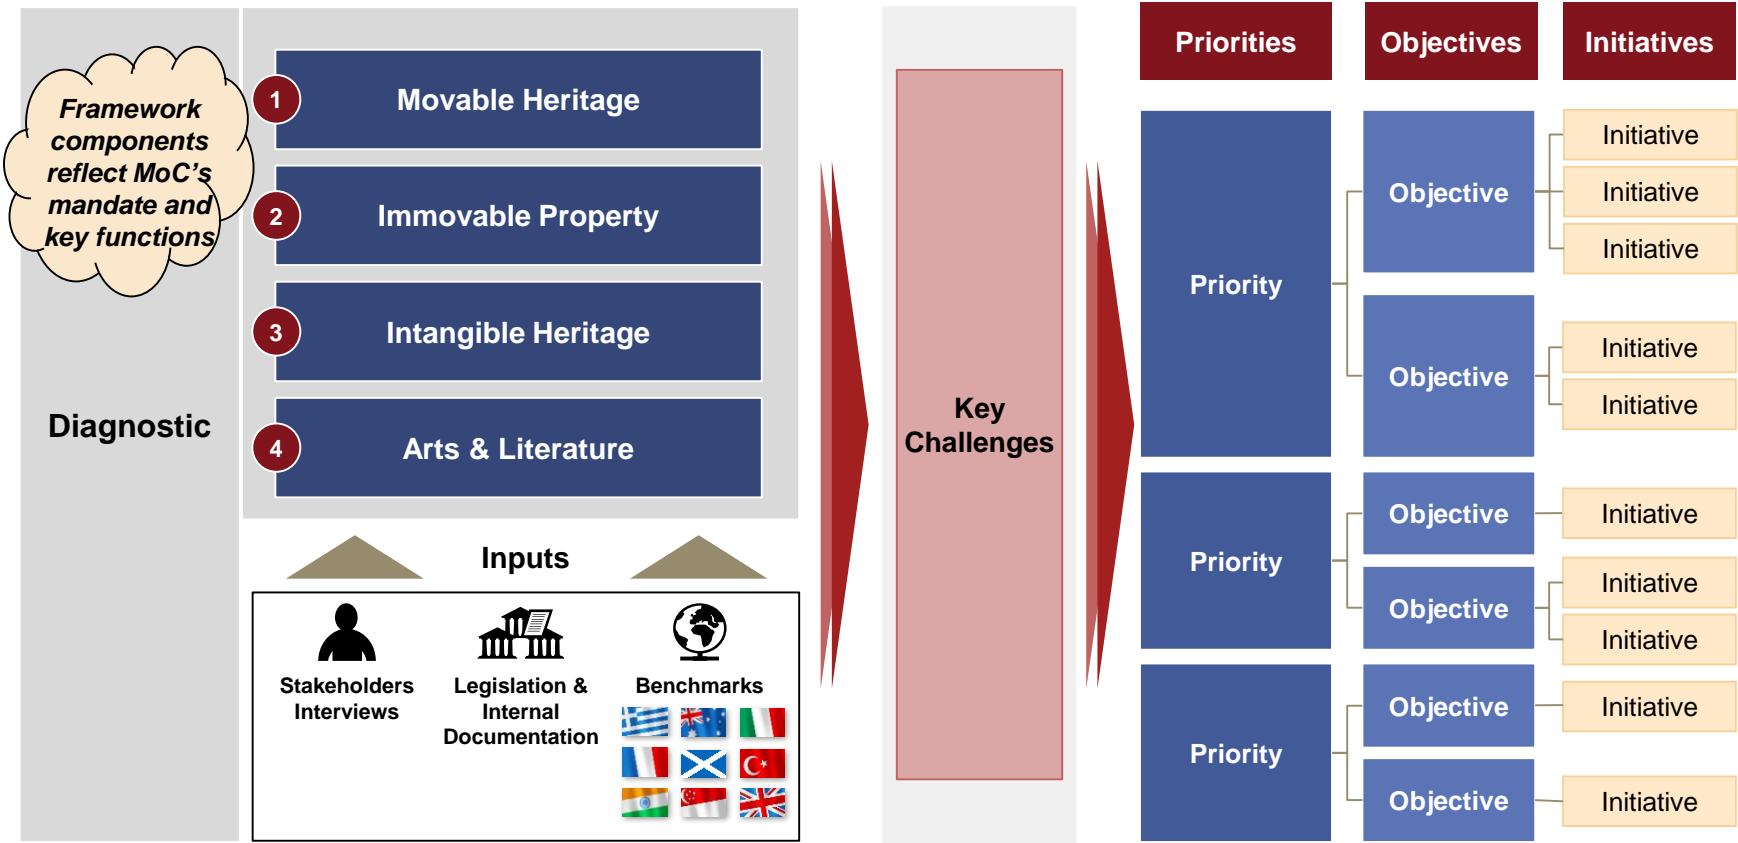 Framework
components
reflect MoC's
mandate and
key functions
Diagnostic
1
Movable Heritage
2
Immovable Property
3
Intangible Heritage
4
Arts & Literature
Inputs
Stakeholders
Interviews
Legislation &
Internal
Documentation
Benchmarks
Key
Challenges
Priorities
Objectives
Initiatives
Priority
Objective
Initiative
Initiative
Initiative
Objective
Initiative
Initiative
Priority
Objective
Initiative
Objective
Initiative
Initiative
Priority
Objective
Initiative
Objective
Initiative